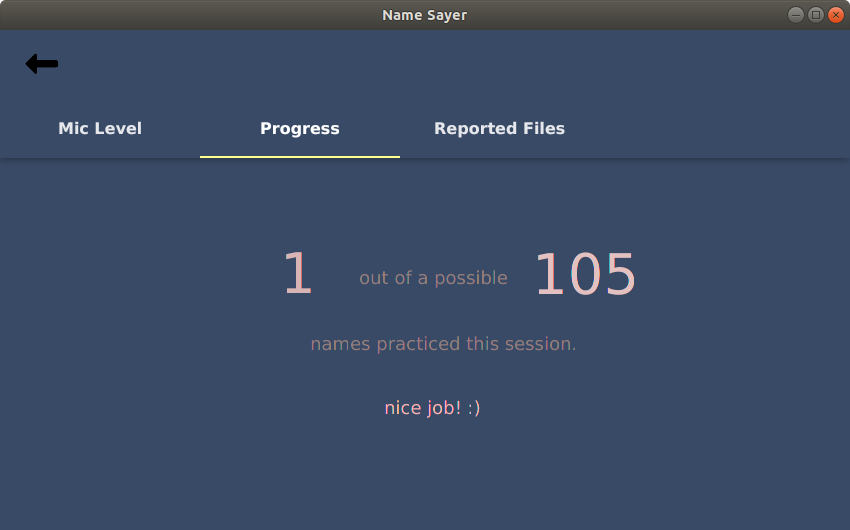 Name Sayer
Mic Level Progress Reported Files
1 out of a possible 105
names practiced this session.
nice job! :)